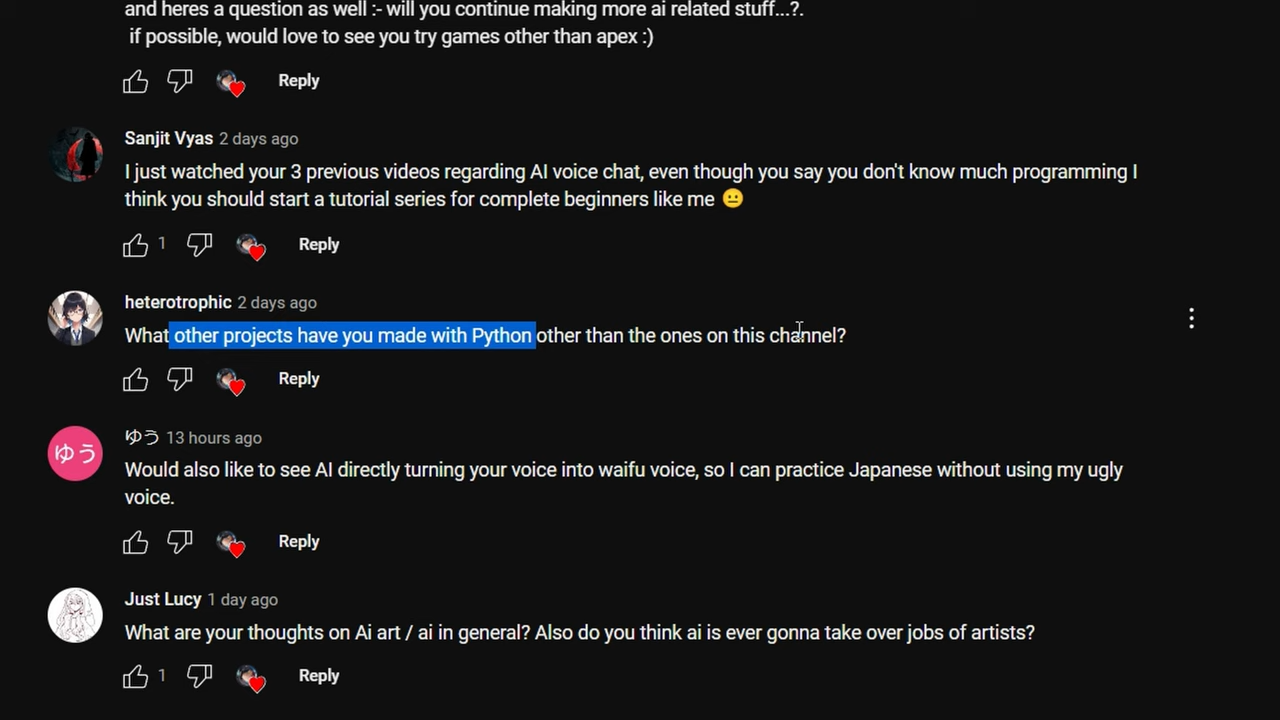 and heres a question as well :- will you continue making more ai related stuff...?.
if possible, would love to see you try games other than apex :)
Reply
Sanjit Vyas 2 days ago
I just watched your 3 previous videos regarding AI voice chat, even though you say you don't know much programming I
think you should start a tutorial series for complete beginners like me 😐
1 Reply
heterotrophic 2 days ago
What other projects have you made with Python other than the ones on this channel?
Reply
ゆう
ゆう 13 hours ago
Would also like to see AI directly turning your voice into waifu voice, so I can practice Japanese without using my ugly
voice.
Reply
Just Lucy 1 day ago
What are your thoughts on Ai art / ai in general? Also do you think ai is ever gonna take over jobs of artists?
1 Reply